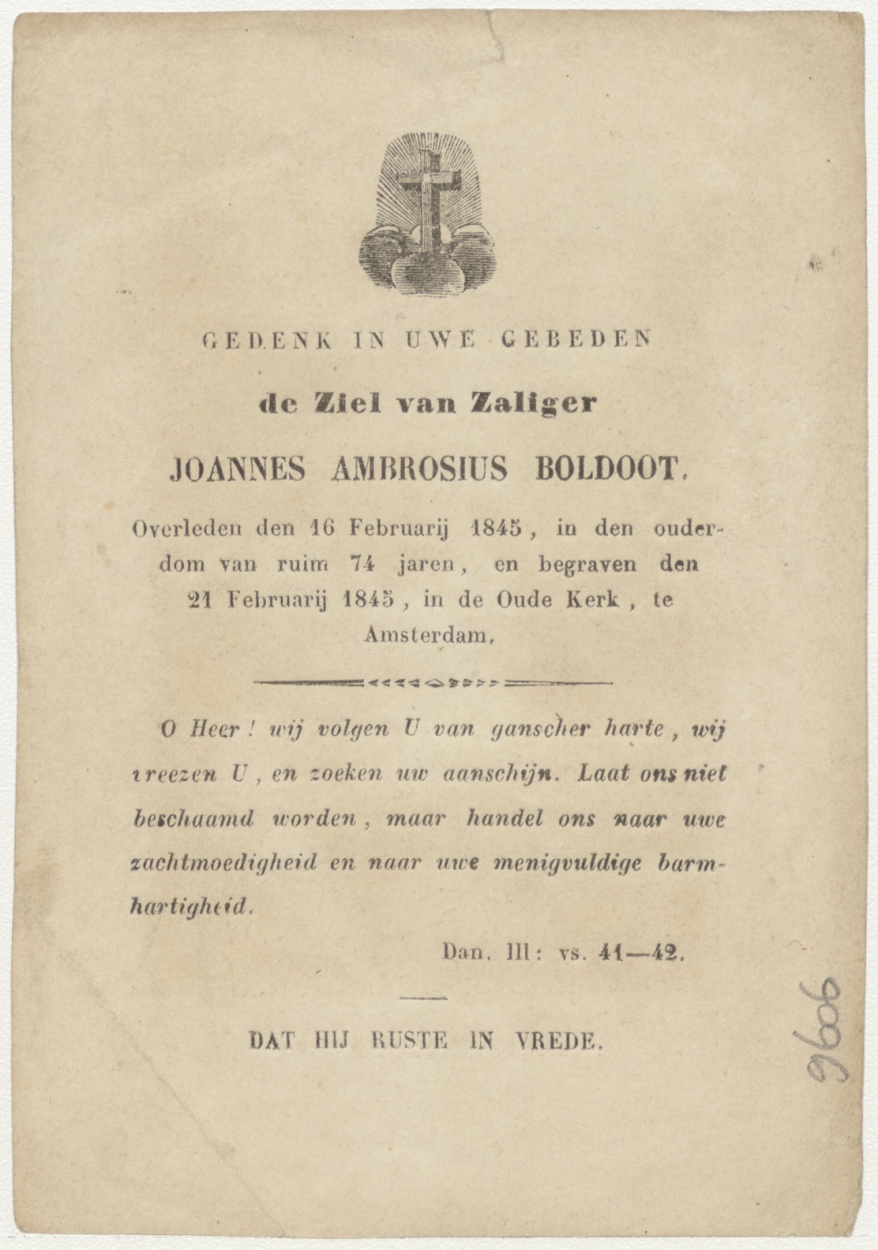 GEDENK IN UWE GEBEDEN
de Ziel van Zaliger
JOANNES AMBROSIUS BOLDOOT.
Overleden den 16 Februarij 1845, in den ouder-
dom van ruim 74 jaren, en begraven den
21 Februarij 1845, in de Oude Kerk, te
Amsterdam.
O Heer! wij volgen U van ganscher harte, wij
vreezen U, en zoeken uw aanschijn. Laat ons niet
beschaamd worden, maar handel ons naar uwe
zachtmoedigheid en naar uwe menigvuldige barm-
hartigheid.
Dan. III: vs. 41—42.
DAT HIJ RUSTE IN VREDE.
9606